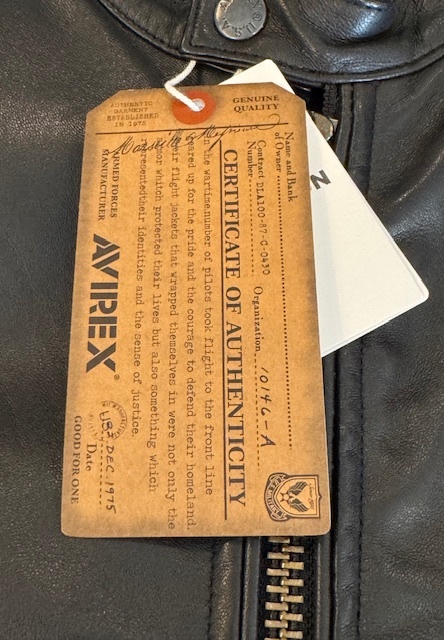 AUTHENTIC
GARMENT
ESTABLISHED
IN 1975
GENUINE
QUALITY
Name and Rank
of Owner
Contract DLA100-87-C-0430
Number
Organization 10146-A
CERTIFICATE OF AUTHENTICITY
In the wartime, number of pilots took flight to the front line
geared up for the pride and the courage to defend their homeland.
their flight jackets that wrapped themselves in were not only the
armor which protected their lives but also something which
representedtheir identities and the sense of justice.
ARMED FORCES
MANUFACTURER
AVIREX®
DEC. 1975
Date
GOOD FOR ONE
U.S.A
N